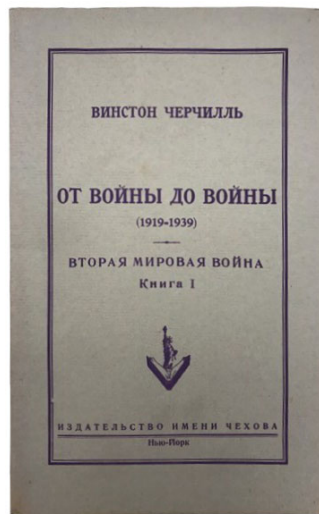 ВИНСТОН ЧЕРЧИЛЛЬ
ОТ ВОЙНЫ ДО ВОЙНЫ
(1919-1939)
ВТОРАЯ МИРОВАЯ ВОЙНА
Книга I
ИЗДАТЕЛЬСТВО ИМЕНИ ЧЕХОВА
Нью-Йорк